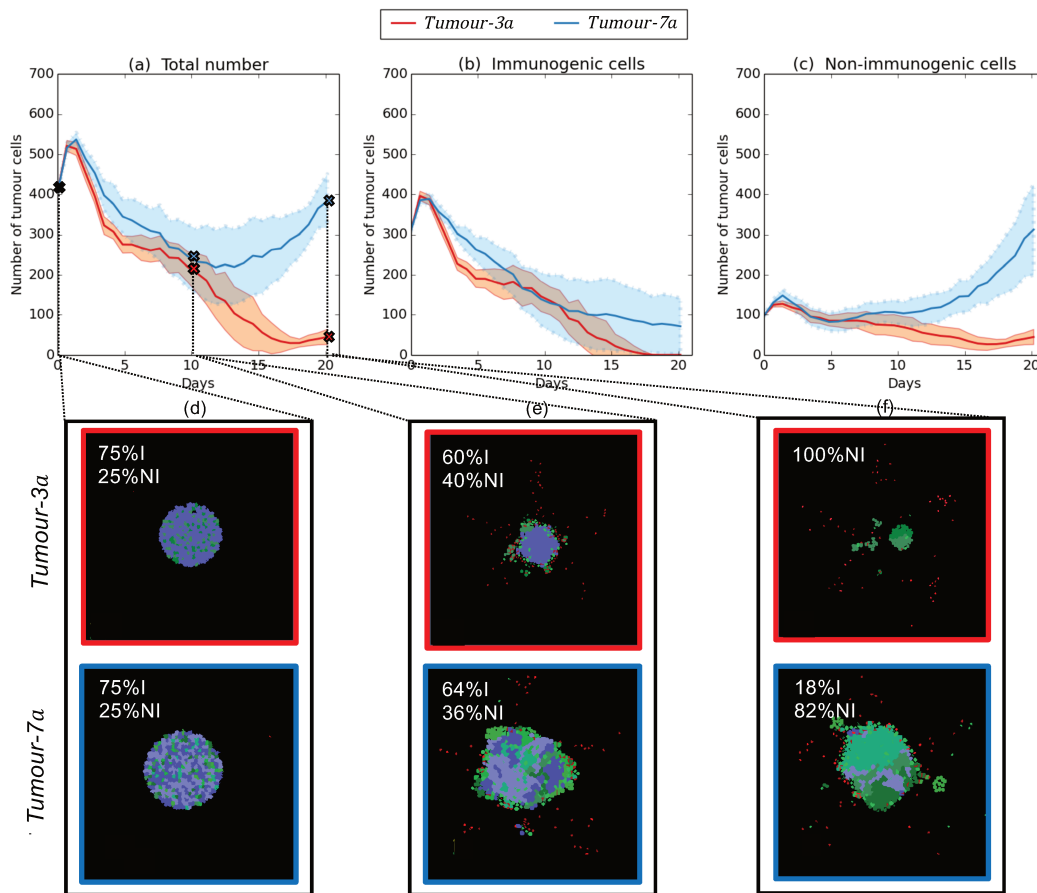 Tumour-3a Tumour-7a
(a) Total number
(b) Immunogenic cells
(c) Non-immunogenic cells
Number of tumour cells
700
600
500
400
300
200
100
0
0 5 10 15 20
Days
Number of tumour cells
700
600
500
400
300
200
100
0
0 5 10 15 20
Days
Number of tumour cells
700
600
500
400
300
200
100
0
0 5 10 15 20
Days
(d)
(e)
(f)
Tumour-3a
75%I
25%NI
60%I
40%NI
100%NI
Tumour-7a
75%I
25%NI
64%I
36%NI
18%I
82%NI